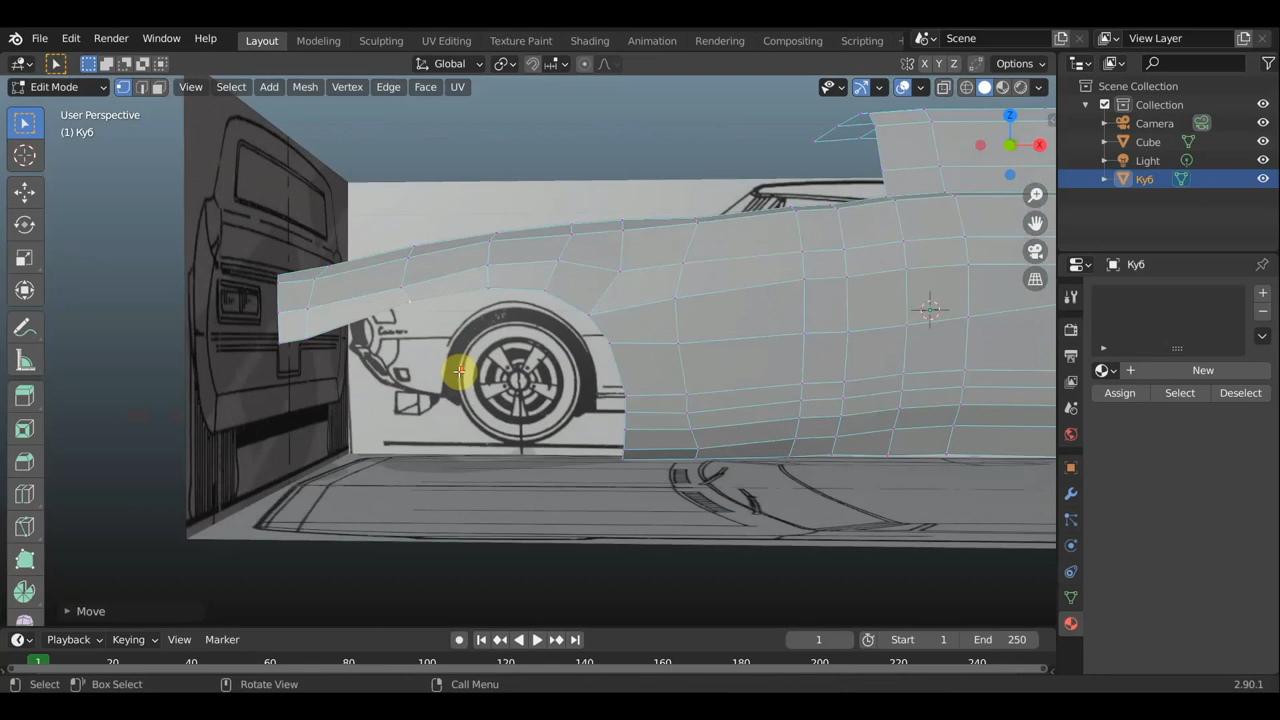 File Edit Render Window Help Layout Modeling Sculpting UV Editing Texture Paint Shading Animation Rendering Compositing Scripting + Scene View Layer
Global X Y Z Options
Edit Mode View Select Add Mesh Vertex Edge Face UV
Scene Collection
Collection
Camera
Cube
Light
Куб
User Perspective
(1) Куб
Z
X
Куб
+ New
Assign Select Deselect
Move
Playback Keying View Marker 1 Start 1 End 250
1 20 40 60 80 100 120 140 160 180 200 220 240
Select Box Select Rotate View Call Menu 2.90.1